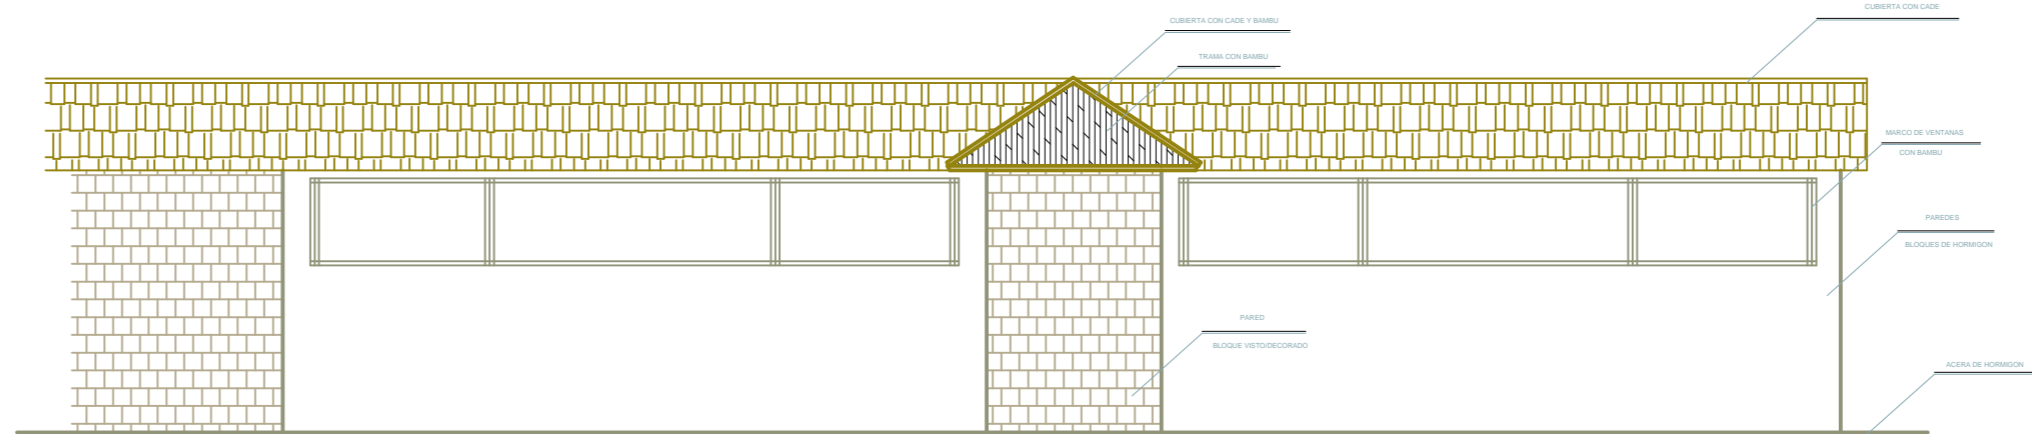 CUBIERTA CON CADE
CUBIERTA CON CADE Y BAMBU
TRAMA CON BAMBU
MARCO DE VENTANAS
CON BAMBU
PAREDES
BLOQUES DE HORMIGON
PARED
BLOQUE VISTO/DECORADO
ACERA DE HORMIGON